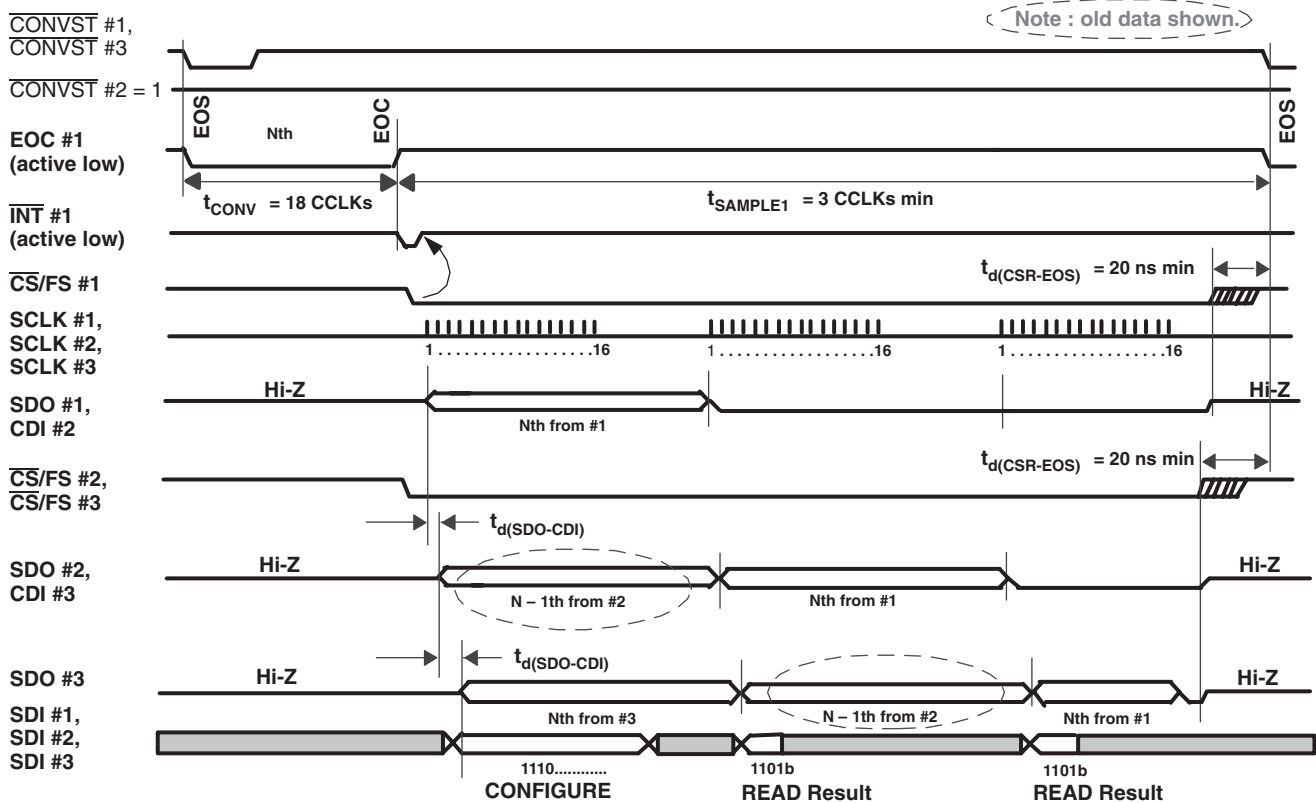 CONVST #1,
CONVST #3
Note : old data shown.
CONVST #2 = 1
EOS
EOC
EOS
Nth
EOC #1
(active low)
tCONV = 18 CCLKs
tSAMPLE1 = 3 CCLKs min
INT #1
(active low)
td(CSR-EOS) = 20 ns min
CS/FS #1
SCLK #1,
SCLK #2,
SCLK #3
1 . . . . . . . . . . . . . . . . . .16
1 . . . . . . . . . . . . . . . . . .16
1 . . . . . . . . . . . . . . . . . .16
Hi-Z
Hi-Z
SDO #1,
CDI #2
Nth from #1
td(CSR-EOS) = 20 ns min
CS/FS #2,
CS/FS #3
td(SDO-CDI)
Hi-Z
Hi-Z
SDO #2,
CDI #3
N – 1th from #2
Nth from #1
td(SDO-CDI)
Hi-Z
Hi-Z
SDO #3
Nth from #3
N – 1th from #2
Nth from #1
SDI #1,
SDI #2,
SDI #3
1110............
1101b
1101b
CONFIGURE
READ Result
READ Result